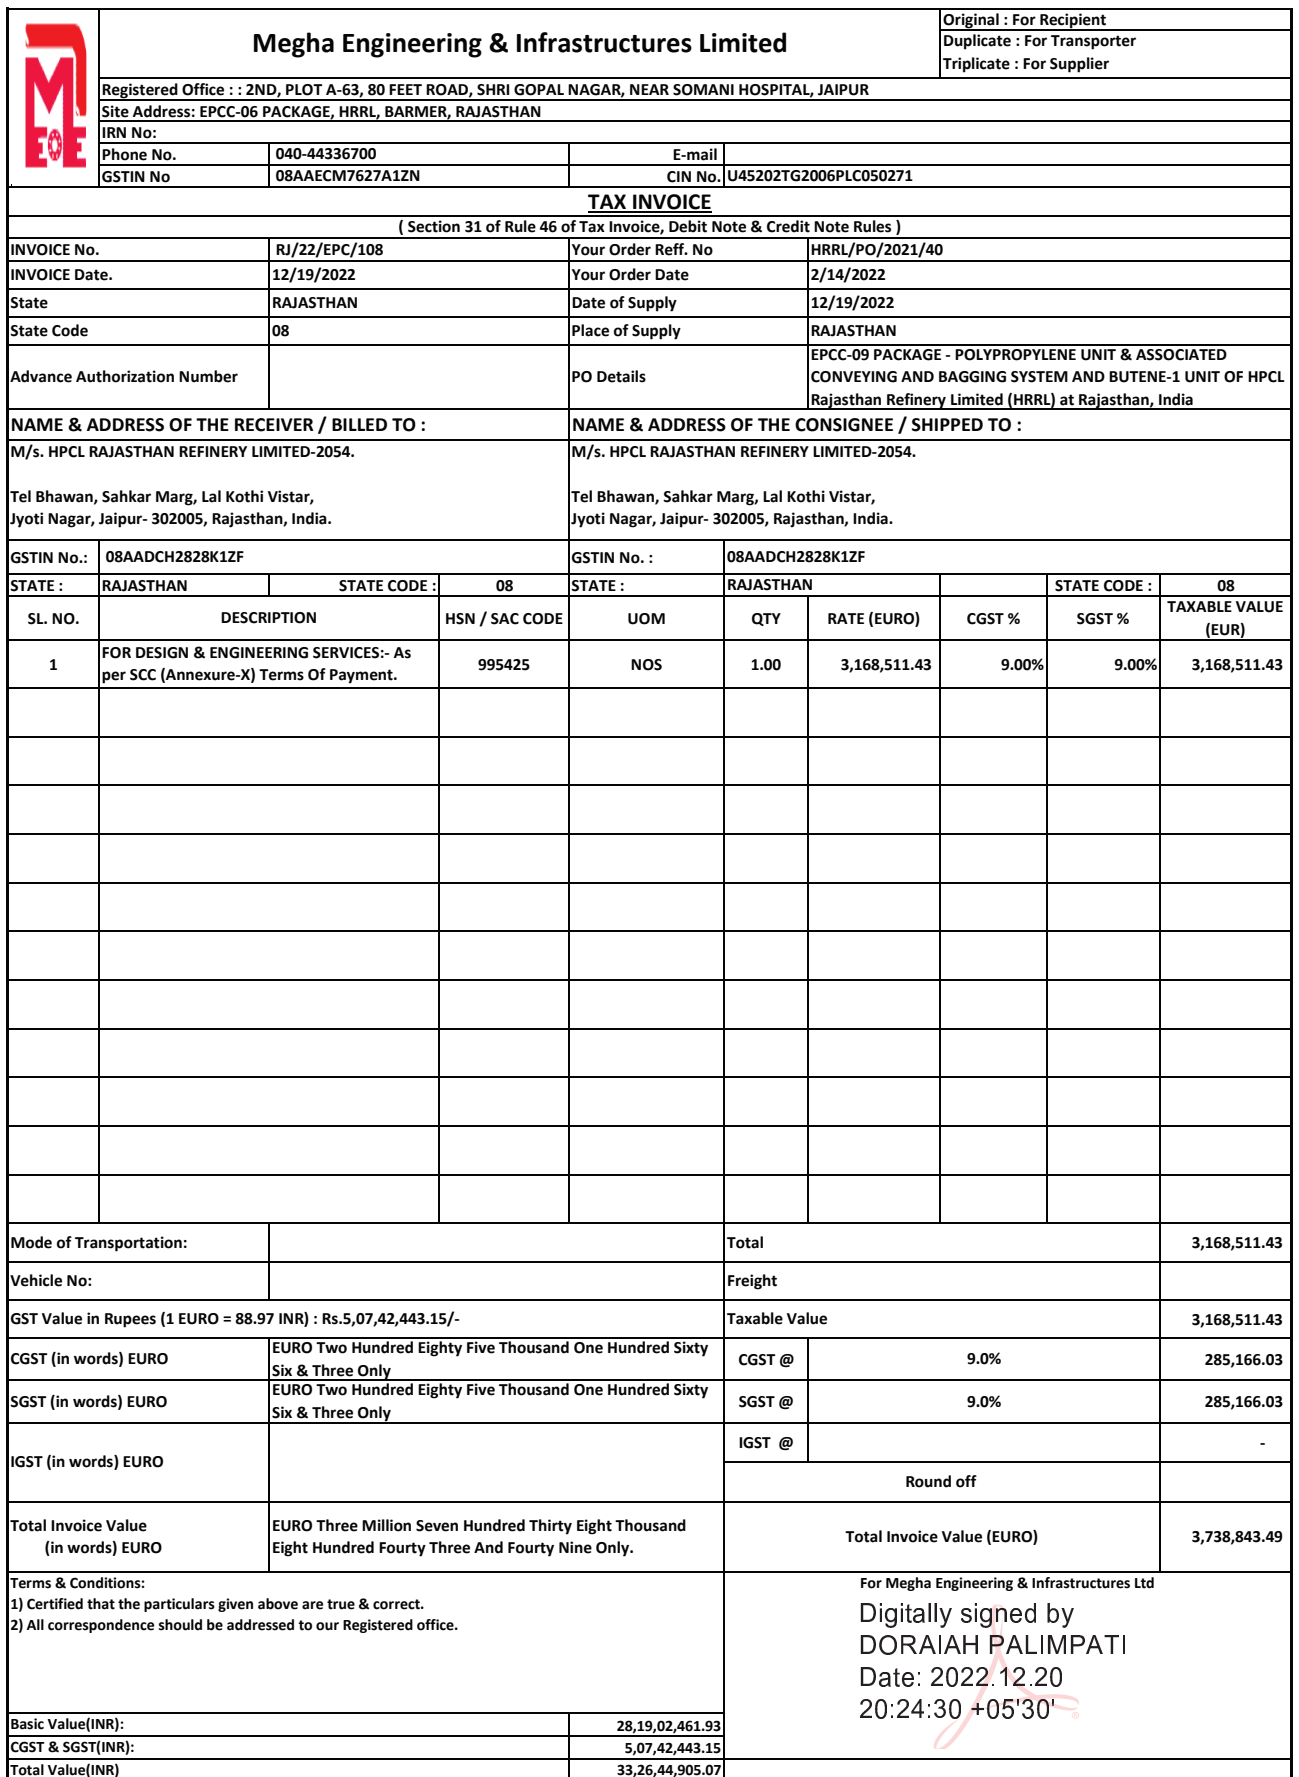 Megha Engineering & Infrastructures Limited
Original : For Recipient
Duplicate : For Transporter
Triplicate : For Supplier
MEE
Registered Office : : 2ND, PLOT A-63, 80 FEET ROAD, SHRI GOPAL NAGAR, NEAR SOMANI HOSPITAL, JAIPUR
Site Address: EPCC-06 PACKAGE, HRRL, BARMER, RAJASTHAN
IRN No:
Phone No. 040-44336700 E-mail
GSTIN No 08AAECM7627A1ZN CIN No. U45202TG2006PLC050271
TAX INVOICE
( Section 31 of Rule 46 of Tax Invoice, Debit Note & Credit Note Rules )
INVOICE No. RJ/22/EPC/108 Your Order Reff. No HRRL/PO/2021/40
INVOICE Date. 12/19/2022 Your Order Date 2/14/2022
State RAJASTHAN Date of Supply 12/19/2022
State Code 08 Place of Supply RAJASTHAN
Advance Authorization Number PO Details
EPCC-09 PACKAGE - POLYPROPYLENE UNIT & ASSOCIATED
CONVEYING AND BAGGING SYSTEM AND BUTENE-1 UNIT OF HPCL
Rajasthan Refinery Limited (HRRL) at Rajasthan, India
NAME & ADDRESS OF THE RECEIVER / BILLED TO : NAME & ADDRESS OF THE CONSIGNEE / SHIPPED TO :
M/s. HPCL RAJASTHAN REFINERY LIMITED-2054. M/s. HPCL RAJASTHAN REFINERY LIMITED-2054.
Tel Bhawan, Sahkar Marg, Lal Kothi Vistar, Tel Bhawan, Sahkar Marg, Lal Kothi Vistar,
Jyoti Nagar, Jaipur- 302005, Rajasthan, India. Jyoti Nagar, Jaipur- 302005, Rajasthan, India.
GSTIN No.: 08AADCH2828K1ZF GSTIN No. : 08AADCH2828K1ZF
STATE : RAJASTHAN STATE CODE : 08 STATE : RAJASTHAN STATE CODE : 08
SL. NO. DESCRIPTION HSN / SAC CODE UOM QTY RATE (EURO) CGST % SGST % TAXABLE VALUE
(EUR)
1 FOR DESIGN & ENGINEERING SERVICES:- As 995425 NOS 1.00 3,168,511.43 9.00% 9.00% 3,168,511.43
per SCC (Annexure-X) Terms Of Payment.
Mode of Transportation: Total 3,168,511.43
Vehicle No: Freight
GST Value in Rupees (1 EURO = 88.97 INR) : Rs.5,07,42,443.15/- Taxable Value 3,168,511.43
CGST (in words) EURO EURO Two Hundred Eighty Five Thousand One Hundred Sixty CGST @ 9.0% 285,166.03
Six & Three Only
SGST (in words) EURO EURO Two Hundred Eighty Five Thousand One Hundred Sixty SGST @ 9.0% 285,166.03
Six & Three Only
IGST (in words) EURO IGST @ -
Round off
Total Invoice Value EURO Three Million Seven Hundred Thirty Eight Thousand Total Invoice Value (EURO) 3,738,843.49
(in words) EURO Eight Hundred Fourty Three And Fourty Nine Only.
Terms & Conditions: For Megha Engineering & Infrastructures Ltd
1) Certified that the particulars given above are true & correct.
2) All correspondence should be addressed to our Registered office.
Digitally signed by
DORAIAH PALIMPATI
Date: 2022.12.20
20:24:30 +05'30'
®
Basic Value(INR): 28,19,02,461.93
CGST & SGST(INR): 5,07,42,443.15
Total Value(INR) 33,26,44,905.07